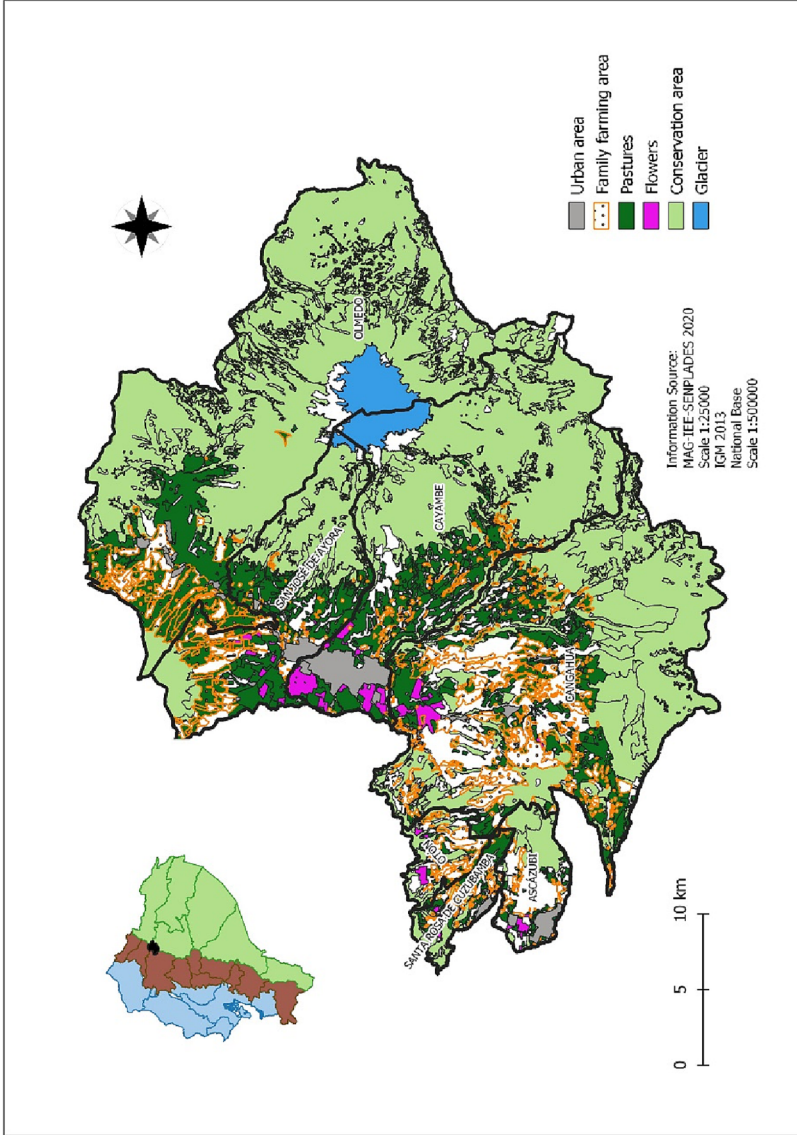 OLMEDO
SAN JOSÉ DE AYORA
CAYAMBE
CANGAHUA
OTON
SANTA ROSA DE CUZUBAMBA
ASCÁZUBI
Urban area
Family farming area
Pastures
Flowers
Conservation area
Glacier
Information Source:
MAG-IEE-SENPLADES 2020
Scale 1:25000
IGM 2013
National Base
Scale 1:500000
0 5 10 km